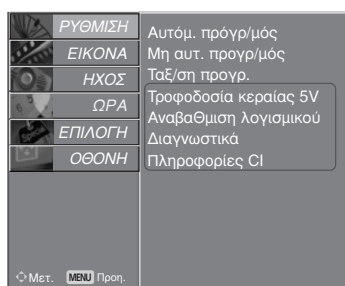 ΡΥΘΜΙΣΗ
ΕΙΚΟΝΑ
ΗΧΟΣ
ΩΡΑ
ΕΠΙΛΟΓΗ
ΟΘΟΝΗ
Αυτόμ. πρόγρ/μός
Μη αυτ. προγρ/μός
Ταξ/ση προγρ.
Τροφοδοσία κεραίας 5V
ΑναβαΘμιση λογισμικού
Διαγνωστικά
Πληροφορίες CI
Μετ. MENU Προη.